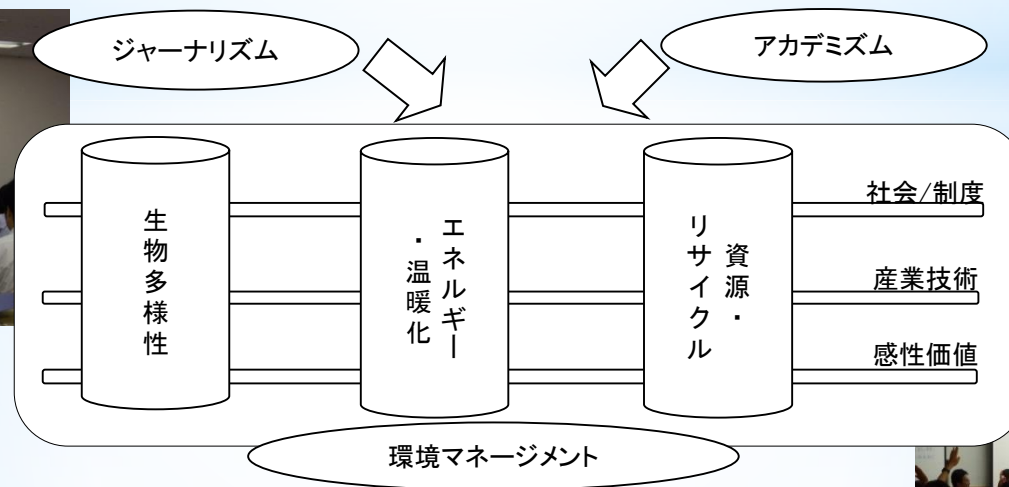 ジャーナリズム
アカデミズム
社会/制度
産業技術
感性価値
生物多様性
エネルギー
・温暖化
資源・
リサイクル
環境マネージメント